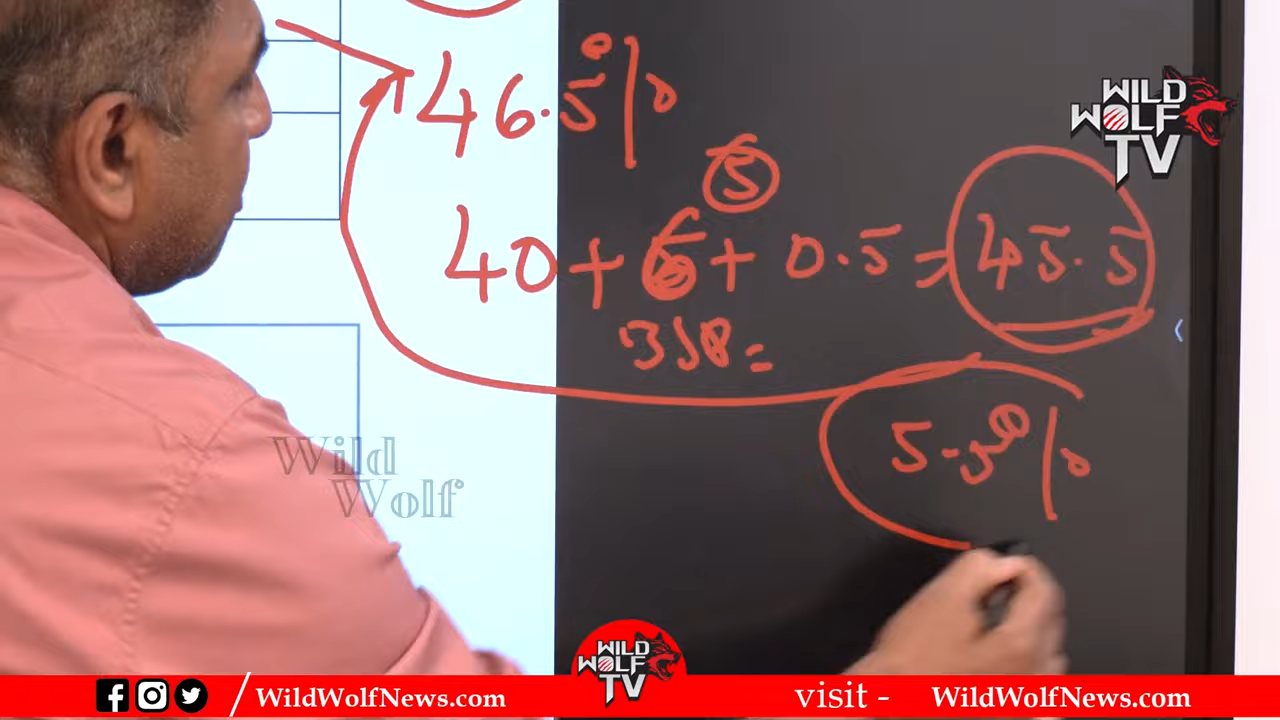 46.5%
WILD
WOLF
TV
5
40 + 6 + 0.5 = 45.5
358 =
5.5%
Wild
Wolf
WILD
WOLF
TV
/WildWolfNews.com
visit - WildWolfNews.com